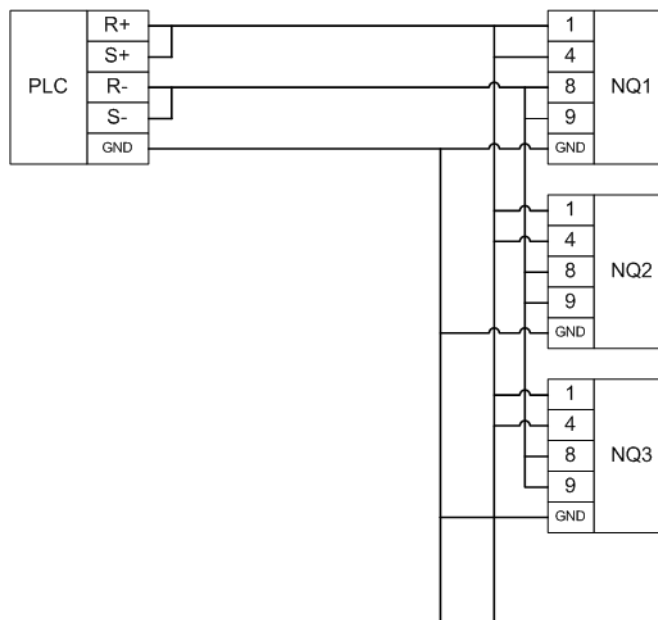 PLC
R+
S+
R-
S-
GND
1
4
8
9
GND
NQ1
1
4
8
9
GND
NQ2
1
4
8
9
GND
NQ3